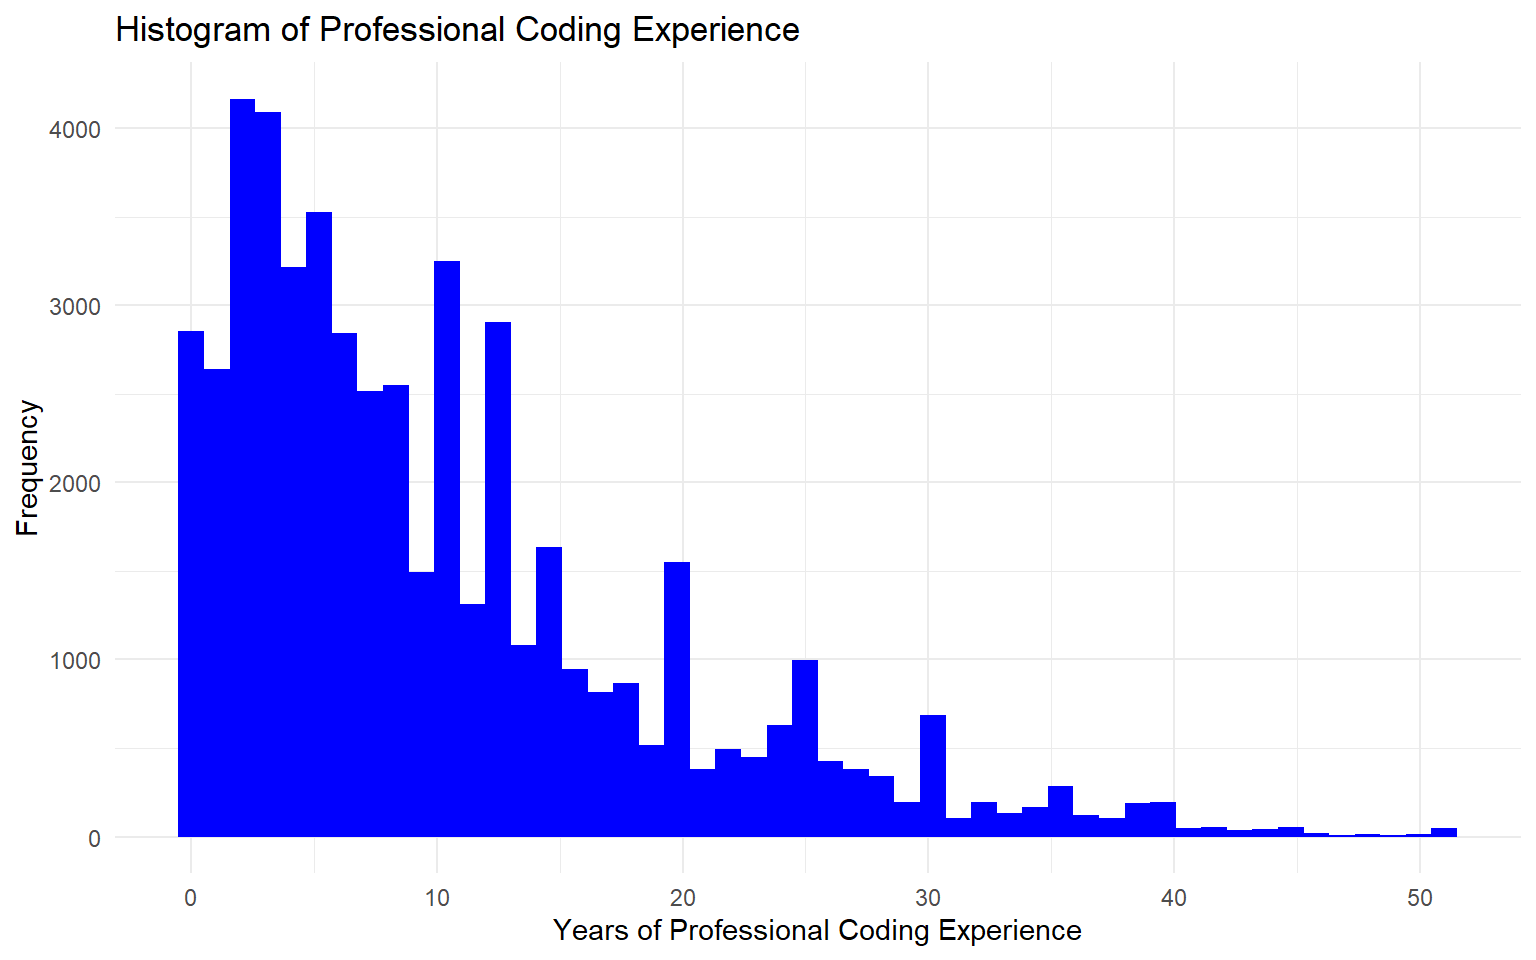 Histogram of Professional Coding Experience
4000
3000
2000
1000
0
Frequency
0 10 20 30 40 50
Years of Professional Coding Experience